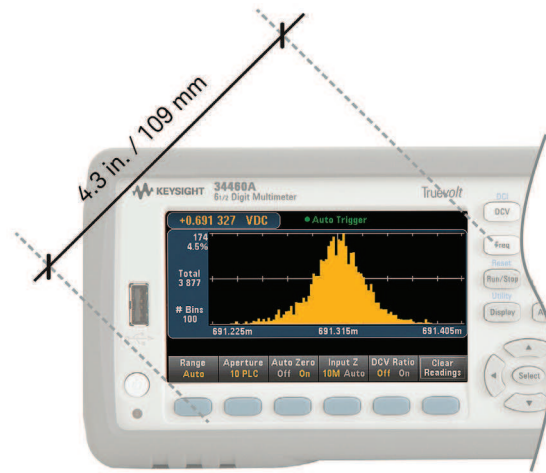 4.3 in. / 109 mm
KEYSIGHT 34460A
6 1/2 Digit Multimeter
Truevolt
+0.691 327 VDC
Auto Trigger
174
4.5%
Total
3 877
# Bins
100
691.225m 691.315m 691.405m
Range Aperture Auto Zero Input Z DCV Ratio Clear
Auto 10 PLC Off On 10M Auto Off On Readings
DCI
DCV
Freq
Reset
Run/Stop
Utility
Display
Select